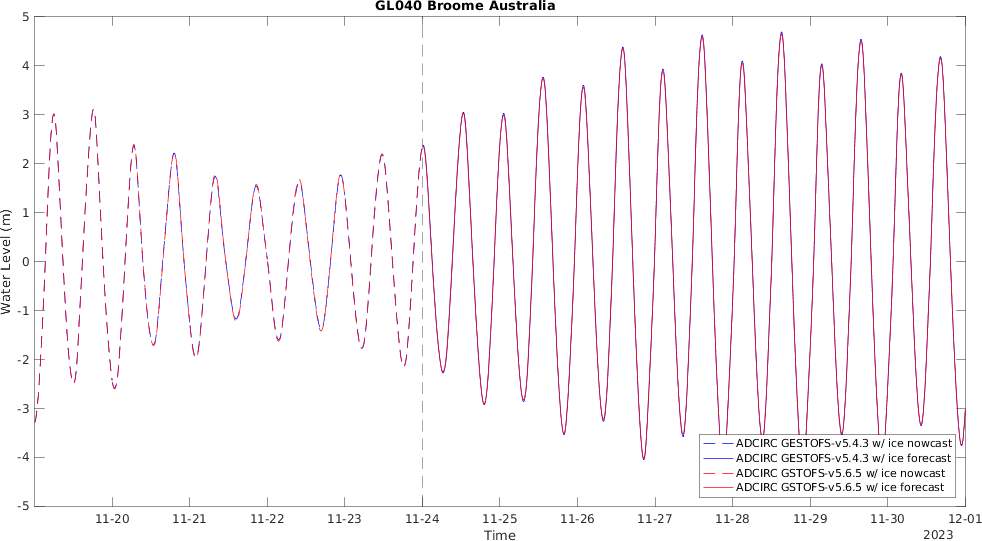 GL040 Broome Australia
5
4
3
2
1
0
-1
-2
-3
-4
-5
Water Level (m)
ADCIRC GESTOFS-v5.4.3 w/ ice nowcast
ADCIRC GESTOFS-v5.4.3 w/ ice forecast
ADCIRC GSTOFS-v5.6.5 w/ ice nowcast
ADCIRC GSTOFS-v5.6.5 w/ ice forecast
11-20 11-21 11-22 11-23 11-24 11-25 11-26 11-27 11-28 11-29 11-30 12-01
Time 2023